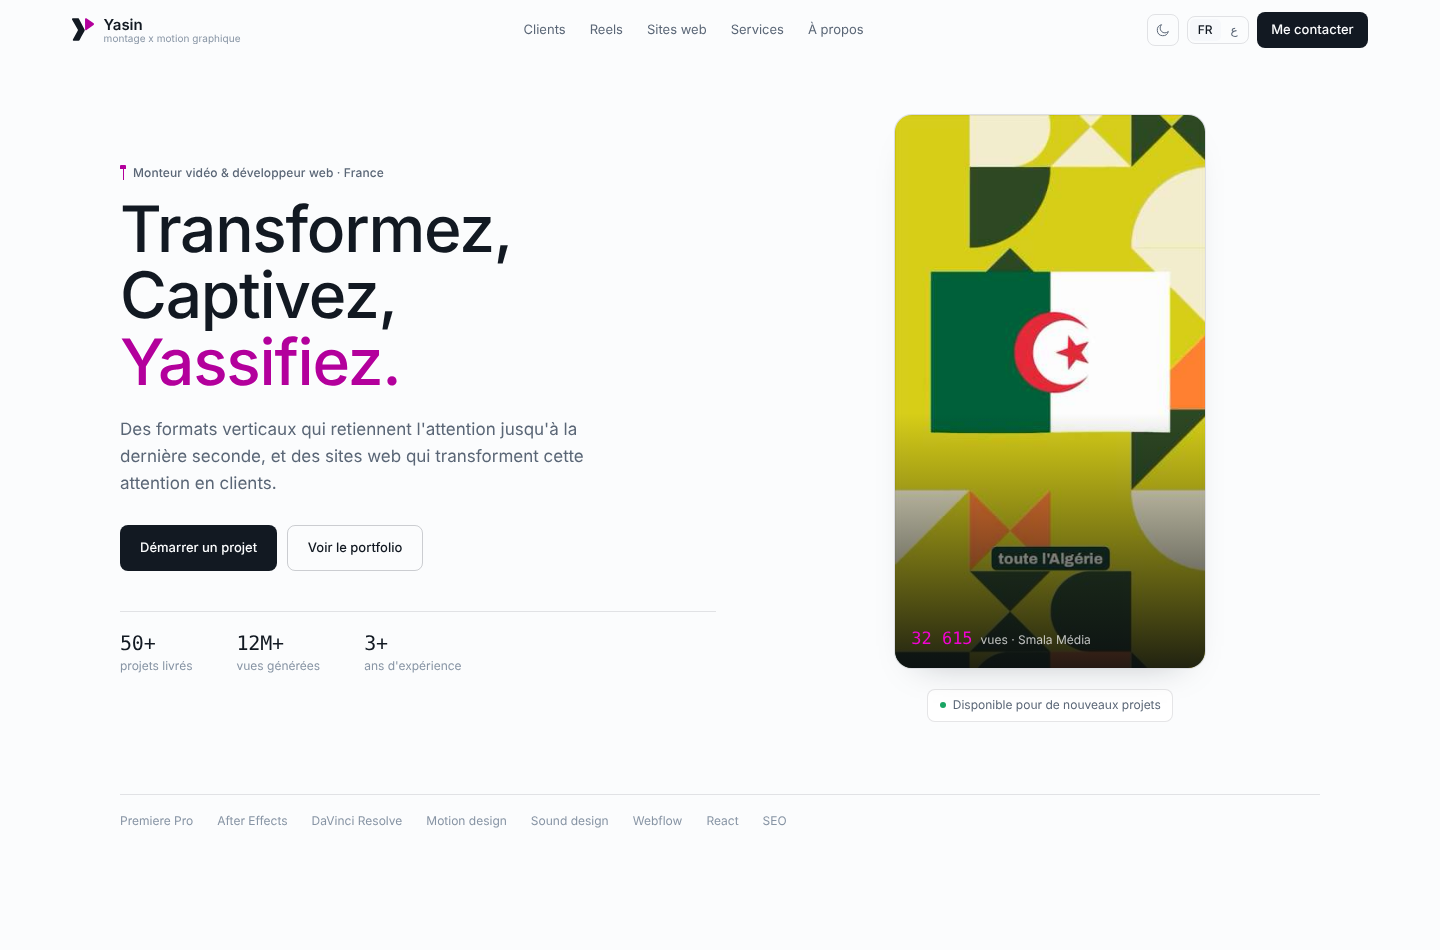 Yasin
montage x motion graphique
Clients Reels Sites web Services À propos
FR ع
Me contacter
Monteur vidéo & développeur web · France
Transformez,
Captivez,
Yassifiez.
Des formats verticaux qui retiennent l'attention jusqu'à la
dernière seconde, et des sites web qui transforment cette
attention en clients.
Démarrer un projet Voir le portfolio
50+ 12M+ 3+
projets livrés vues générées ans d'expérience
toute l'Algérie
32 615 vues · Smala Média
Disponible pour de nouveaux projets
Premiere Pro After Effects DaVinci Resolve Motion design Sound design Webflow React SEO